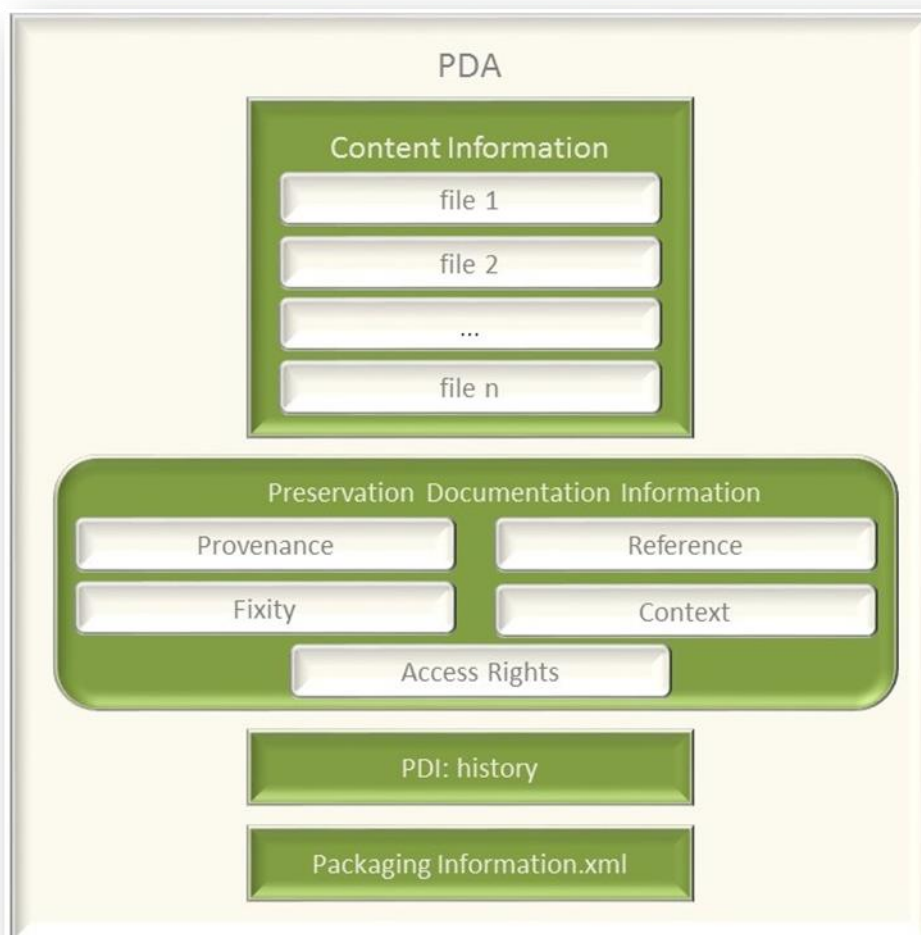 PDA
Content Information
file 1
file 2
...
file n
Preservation Documentation Information
Provenance
Reference
Fixity
Context
Access Rights
PDI: history
Packaging Information.xml